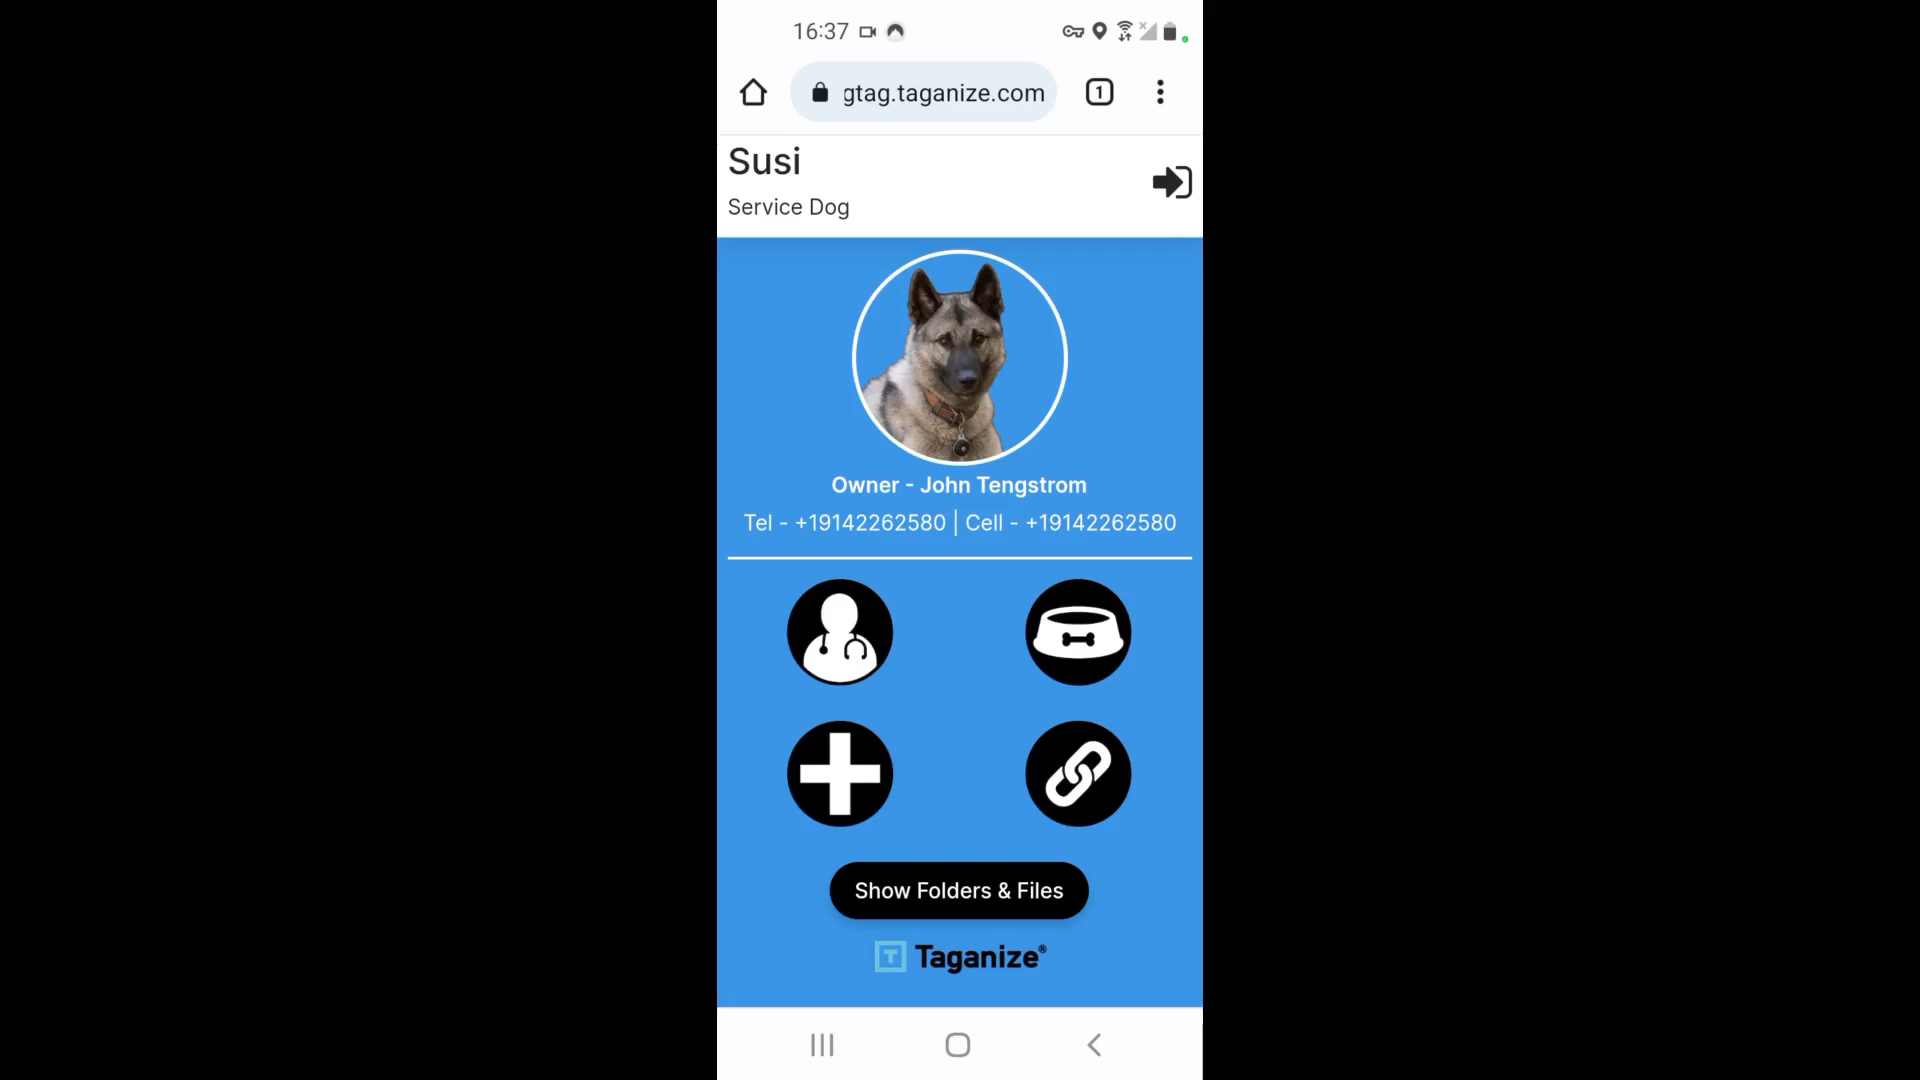 16:37
gtag.taganize.com
1
Susi
Service Dog
Owner - John Tengstrom
Tel - +19142262580 | Cell - +19142262580
Show Folders & Files
T Taganize®